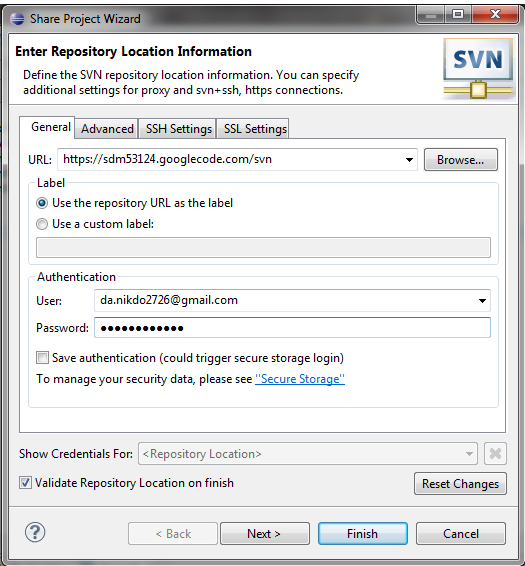 Share Project Wizard
Enter Repository Location Information
Define the SVN repository location information. You can specify
additional settings for proxy and svn+ssh, https connections.
SVN
General Advanced SSH Settings SSL Settings
URL: https://sdm53124.googlecode.com/svn Browse...
Label
Use the repository URL as the label
Use a custom label:
Authentication
User: da.nikdo2726@gmail.com
Password: ●●●●●●●●●●●●
Save authentication (could trigger secure storage login)
To manage your security data, please see "Secure Storage"
Show Credentials For: <Repository Location>
Validate Repository Location on finish Reset Changes
? < Back Next > Finish Cancel